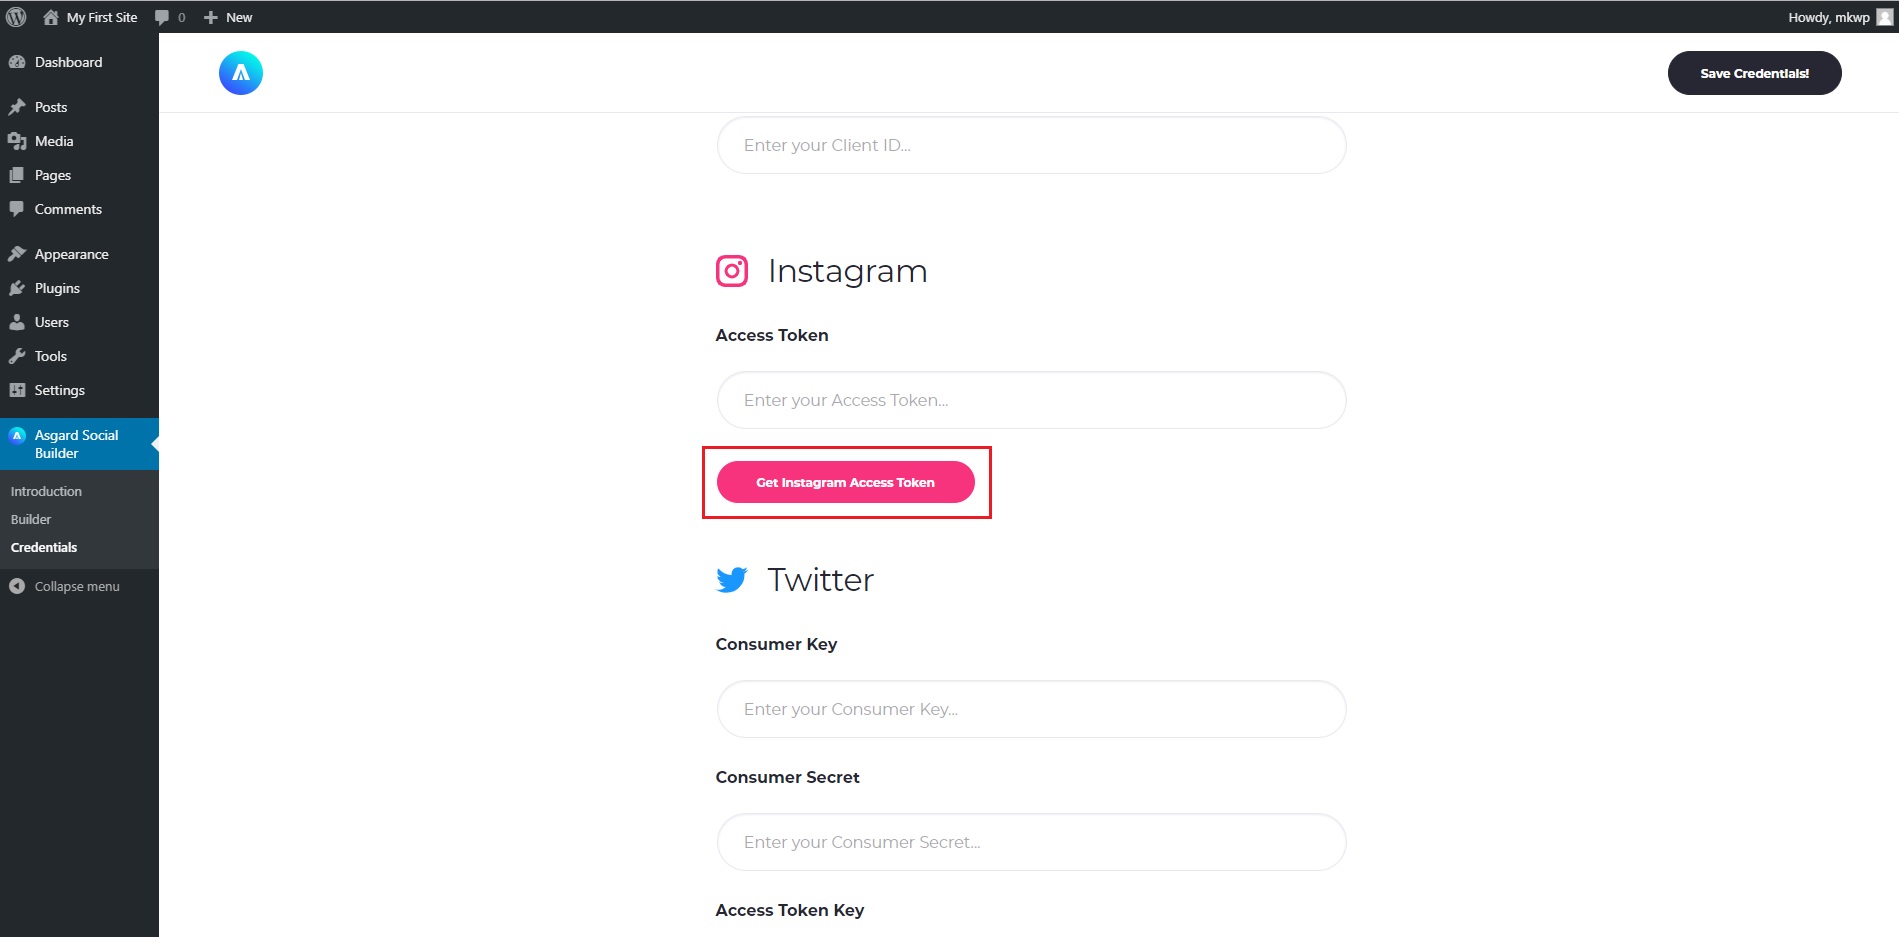 My First Site
0
New
Howdy, mkwp
Dashboard
Posts
Media
Pages
Comments
Appearance
Plugins
Users
Tools
Settings
Asgard Social
Builder
Introduction
Builder
Credentials
Collapse menu
Save Credentials!
Enter your Client ID...
Instagram
Access Token
Enter your Access Token...
Get Instagram Access Token
Twitter
Consumer Key
Enter your Consumer Key...
Consumer Secret
Enter your Consumer Secret...
Access Token Key